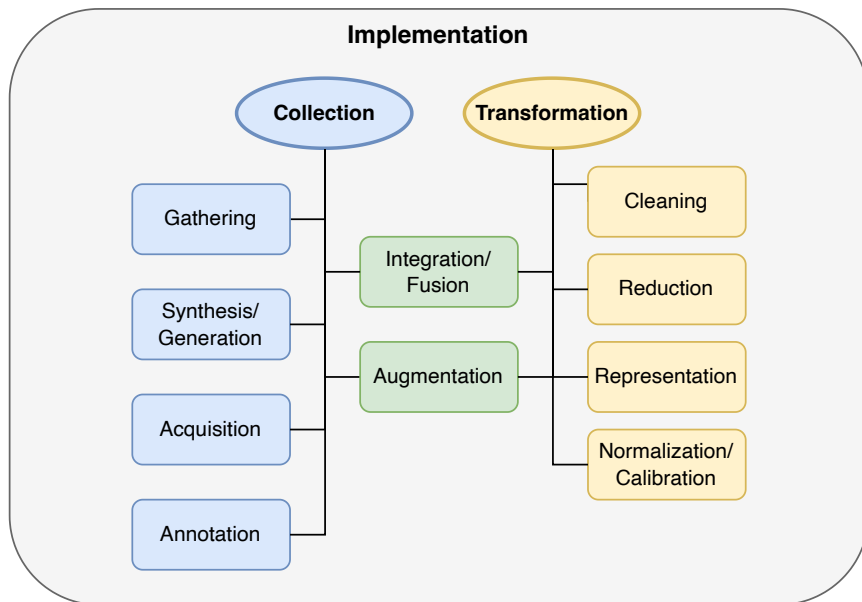 Implementation
Collection
Transformation
Gathering
Synthesis/
Generation
Acquisition
Annotation
Integration/
Fusion
Augmentation
Cleaning
Reduction
Representation
Normalization/
Calibration